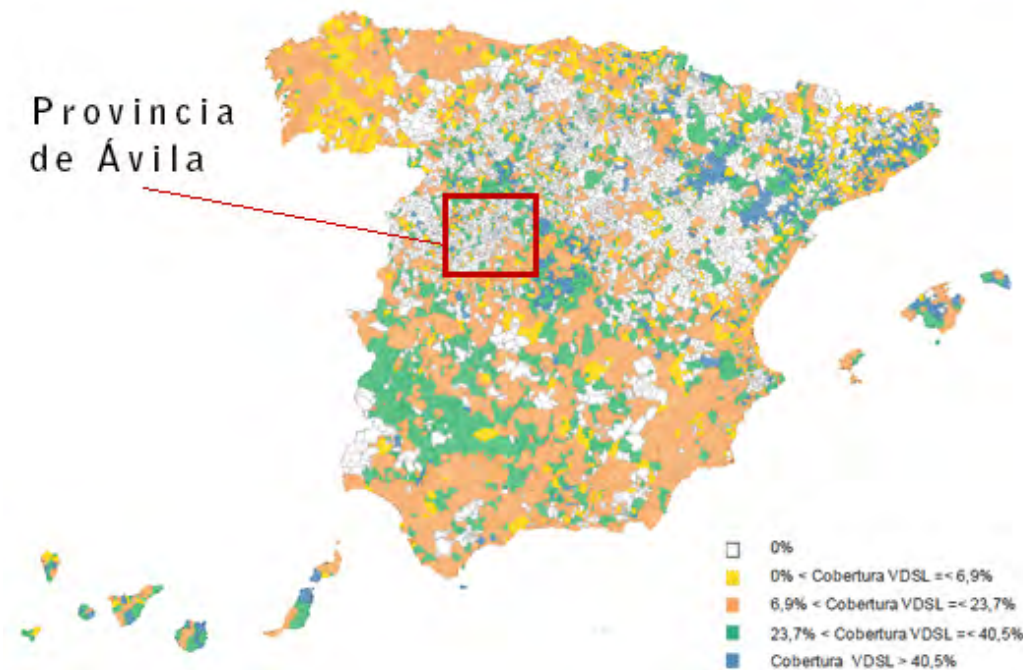 Provincia
de Ávila
0%
0% < Cobertura VDSL =< 6,9%
6,9% < Cobertura VDSL =< 23,7%
23,7% < Cobertura VDSL =< 40,5%
Cobertura VDSL > 40,5%